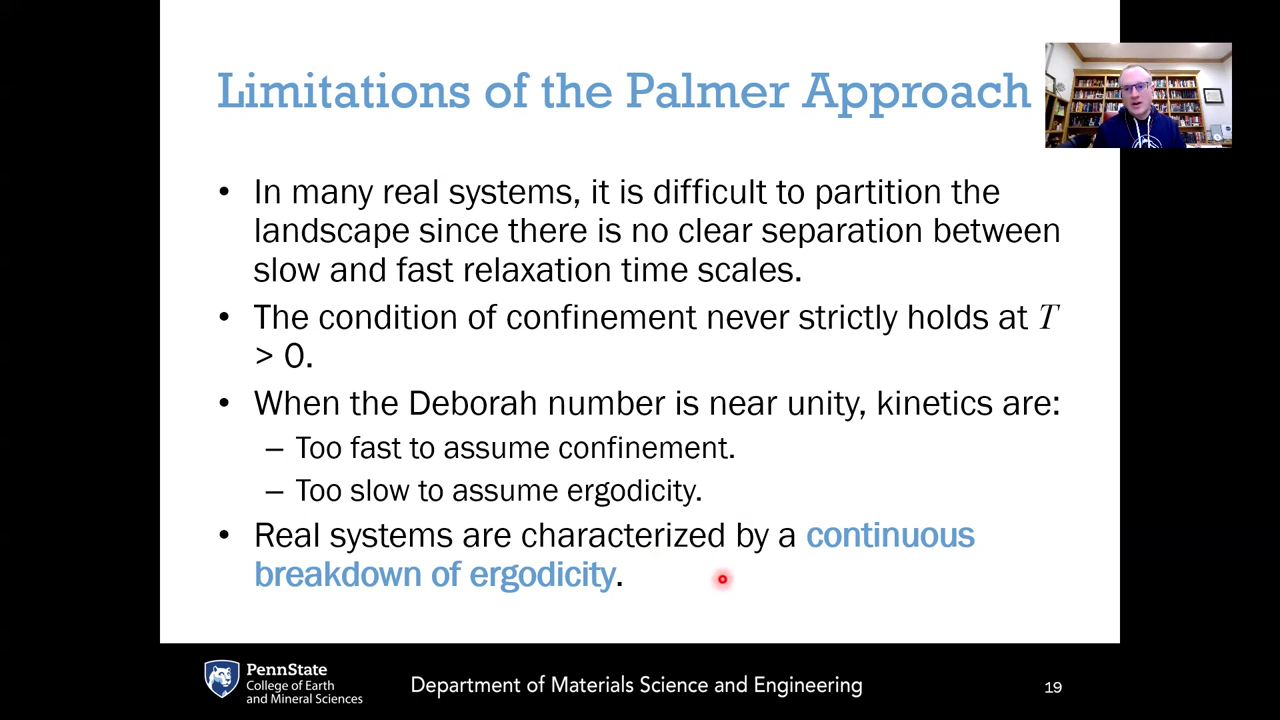 Limitations of the Palmer Approach
• In many real systems, it is difficult to partition the
landscape since there is no clear separation between
slow and fast relaxation time scales.
• The condition of confinement never strictly holds at T
> 0.
• When the Deborah number is near unity, kinetics are:
– Too fast to assume confinement.
– Too slow to assume ergodicity.
• Real systems are characterized by a continuous
breakdown of ergodicity.
PennState
College of Earth
and Mineral Sciences
Department of Materials Science and Engineering
19